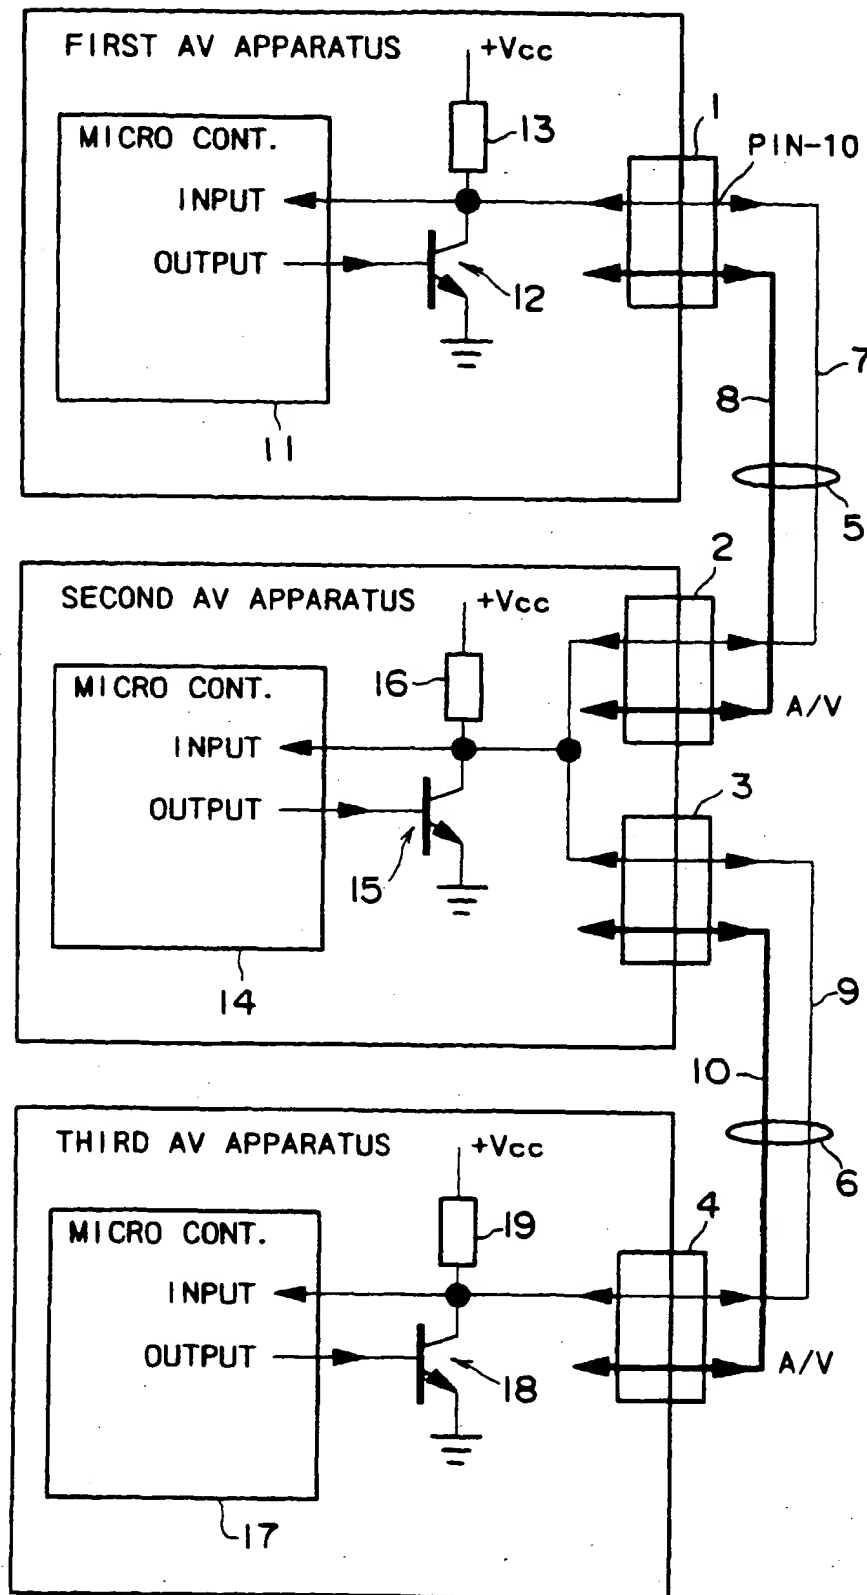 FIRST AV APPARATUS
+Vcc
13
1
MICRO CONT.
PIN-10
INPUT
OUTPUT
12
7
8
11
5
2
SECOND AV APPARATUS
+Vcc
16
MICRO CONT.
A/V
INPUT
3
OUTPUT
15
14
9
10
THIRD AV APPARATUS
+Vcc
6
4
19
MICRO CONT.
INPUT
OUTPUT
A/V
18
17